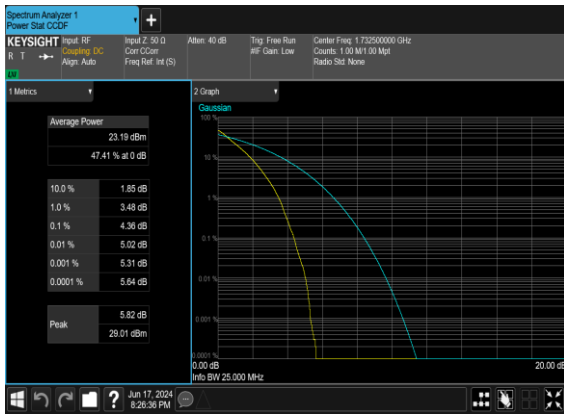 Spectrum Analyzer 1
Power Stat CCDF
KEYSIGHT
R T
LXI
Input: RF
Coupling: DC
Align: Auto
Input Z: 50 Ω
Corr CCorr
Freq Ref: Int (S)
Atten: 40 dB
Trig: Free Run
#IF Gain: Low
Center Freq: 1.732500000 GHz
Counts: 1.00 M/1.00 Mpt
Radio Std: None
1 Metrics
Average Power
23.19 dBm
47.41 % at 0 dB
10.0 % 1.85 dB
1.0 % 3.48 dB
0.1 % 4.36 dB
0.01 % 5.02 dB
0.001 % 5.31 dB
0.0001 % 5.64 dB
Peak 5.82 dB
29.01 dBm
2 Graph
Gaussian
100 %
10 %
1 %
0.1 %
0.01 %
0.001 %
0.0001 %
0.00 dB 20.00 dB
Info BW 25.000 MHz
?
Jun 17, 2024
8:26:36 PM